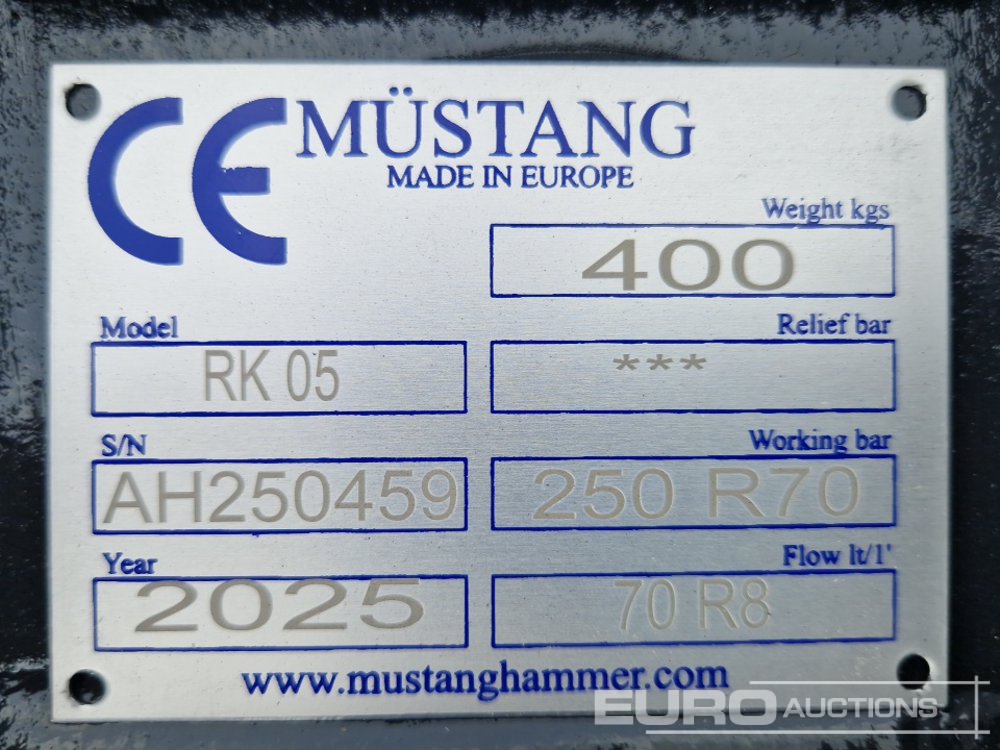 CE MÜSTANG
MADE IN EUROPE
Weight kgs
400
Model
RK 05
Relief bar
***
S/N
AH250459
Working bar
250 R70
Year
2025
Flow lt/1'
70 R8
www.mustanghammer.com
EURO AUCTIONS